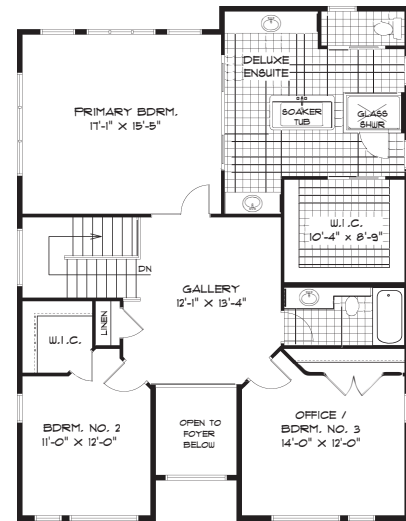 DELUXE
ENSUITE
PRIMARY BDRM.
17'-1" X 15'-5"
SOAKER
TUB
GLASS
SHWR
W.I.C.
10'-4" X 8'-9"
DN
GALLERY
12'-1" X 13'-4"
LINEN
W.I.C.
BDRM. NO. 2
11'-0" X 12'-0"
OPEN TO
FOYER
BELOW
OFFICE /
BDRM. NO. 3
14'-0" X 12'-0"